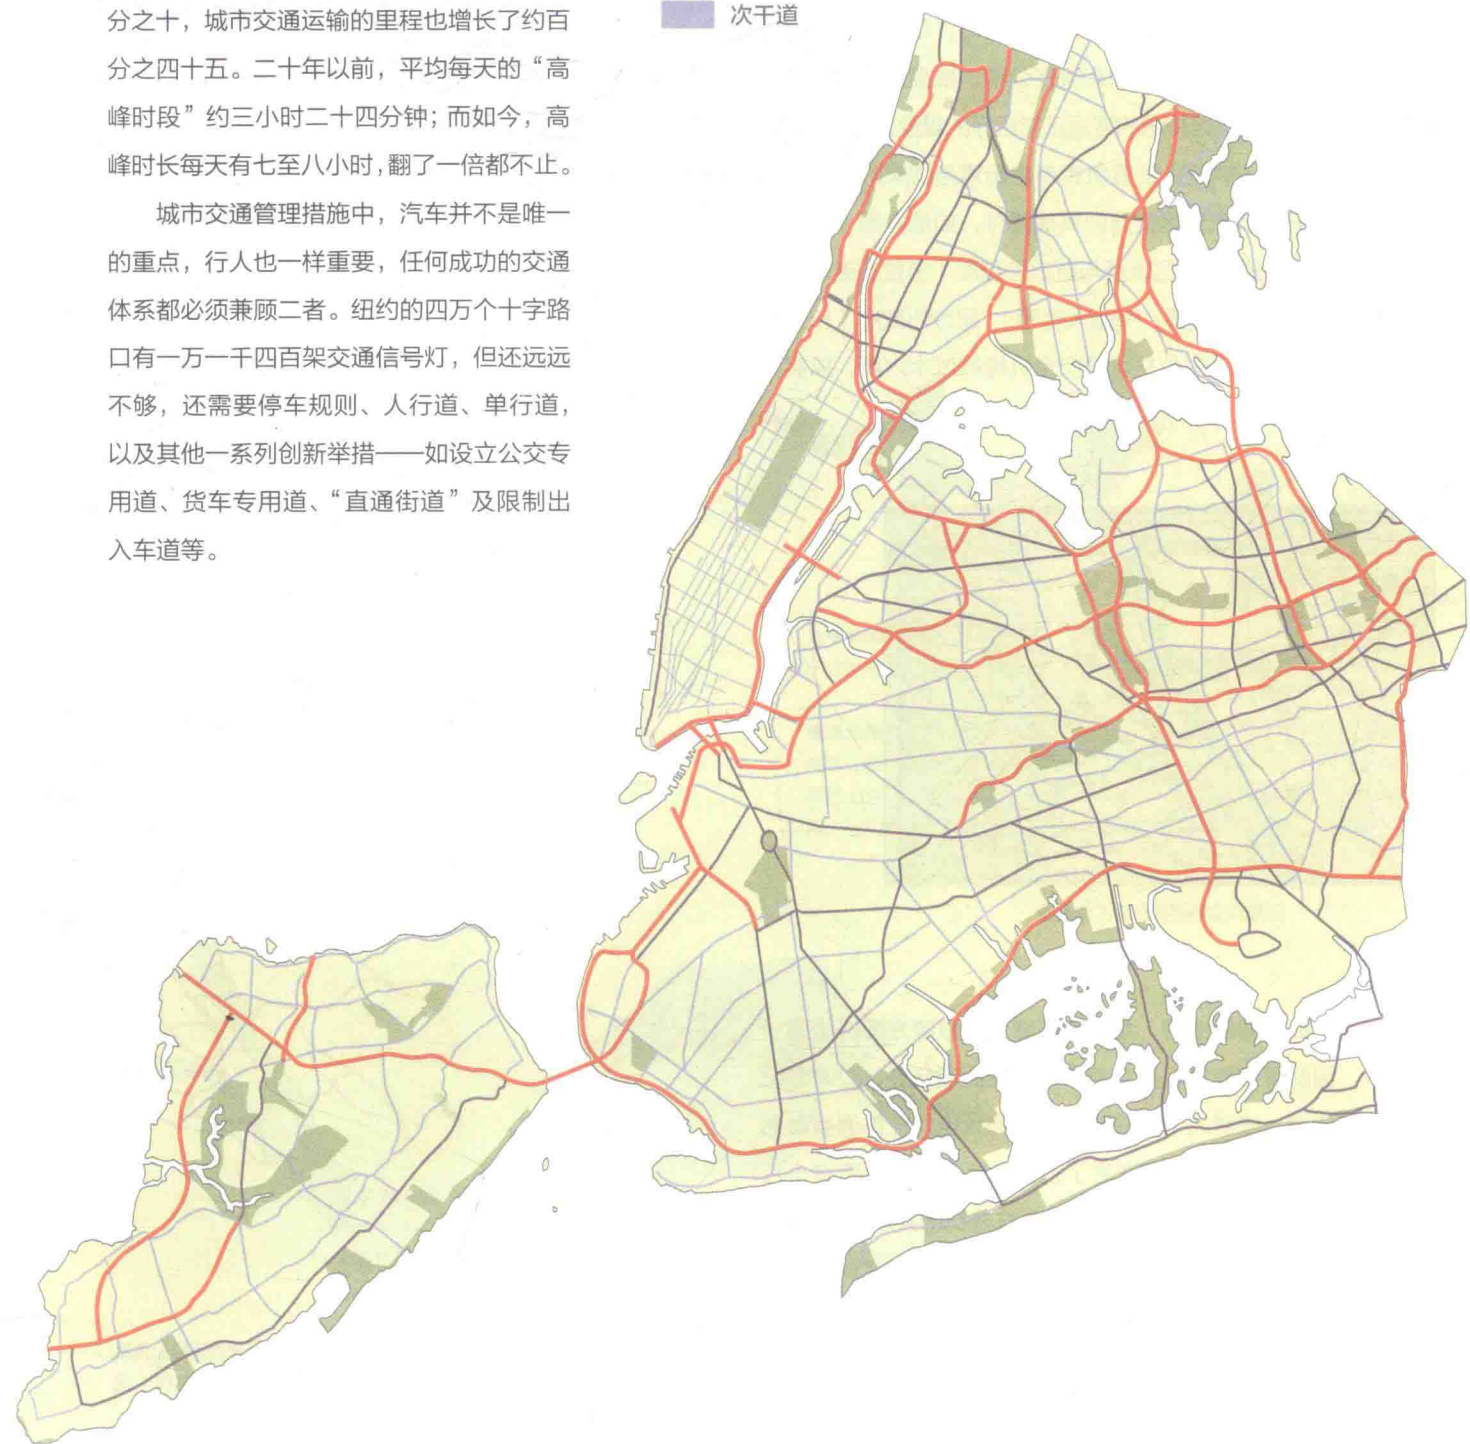 分之十，城市交通运输的里程也增长了约百
分之四十五。二十年以前，平均每天的“高
峰时段”约三小时二十四分钟；而如今，高
峰时长每天有七至八小时，翻了一倍都不止。
城市交通管理措施中，汽车并不是唯一
的重点，行人也一样重要，任何成功的交通
体系都必须兼顾二者。纽约的四万个十字路
口有一万一千四百架交通信号灯，但还远远
不够，还需要停车规则、人行道、单行道，
以及其他一系列创新举措——如设立公交专
用道、货车专用道、“直通街道”及限制出
入车道等。
次干道